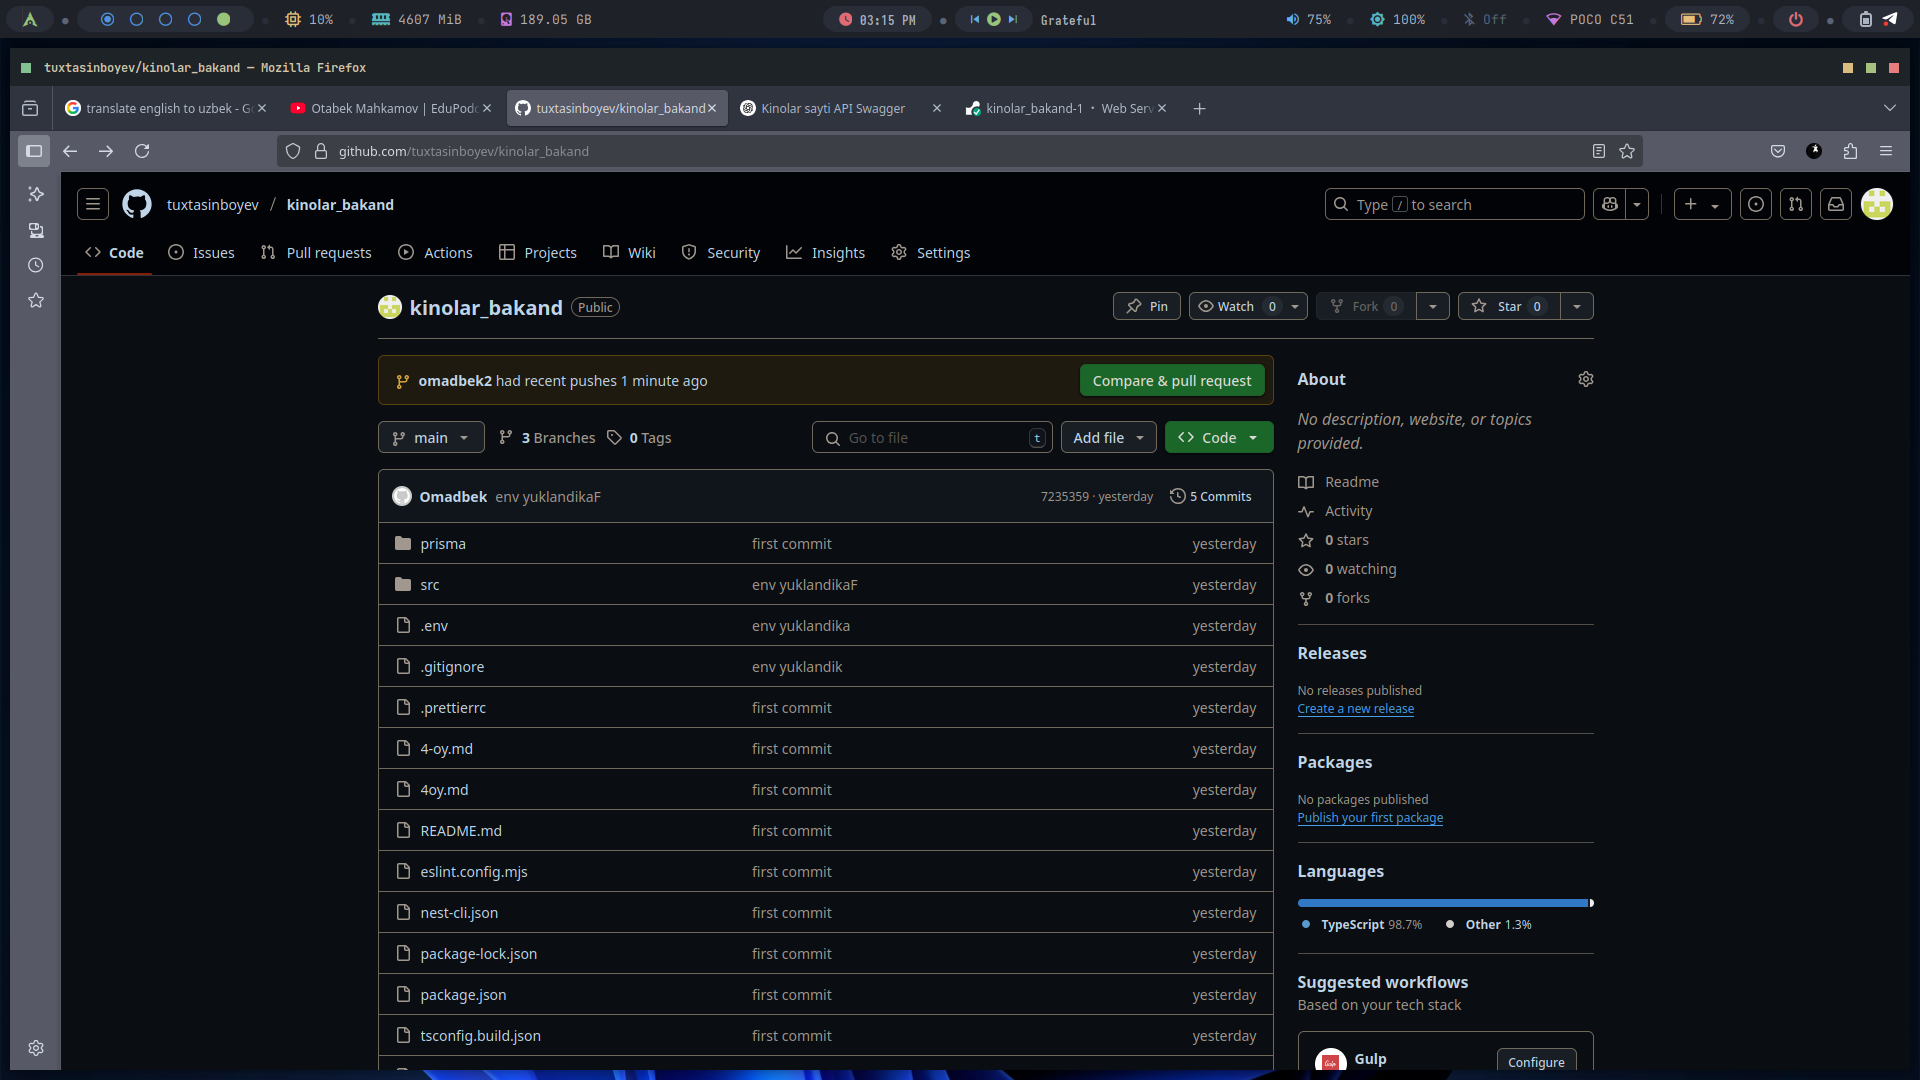 10% 4607 MiB 189.05 GB 03:15 PM Grateful 75% 100% Off POCO C51 72%
tuxtasinboyev/kinolar_bakand — Mozilla Firefox
translate english to uzbek - G Otabek Mahkamov | EduPod tuxtasinboyev/kinolar_bakand Kinolar sayti API Swagger kinolar_bakand-1 · Web Serv
github.com/tuxtasinboyev/kinolar_bakand
tuxtasinboyev / kinolar_bakand Type / to search
Code Issues Pull requests Actions Projects Wiki Security Insights Settings
kinolar_bakand Public Pin Watch 0 Fork 0 Star 0
omadbek2 had recent pushes 1 minute ago Compare & pull request
main 3 Branches 0 Tags Go to file t Add file Code
Omadbek env yuklandikaF 7235359 · yesterday 5 Commits
prisma first commit yesterday
src env yuklandikaF yesterday
.env env yuklandika yesterday
.gitignore env yuklandik yesterday
.prettierrc first commit yesterday
4-oy.md first commit yesterday
4oy.md first commit yesterday
README.md first commit yesterday
eslint.config.mjs first commit yesterday
nest-cli.json first commit yesterday
package-lock.json first commit yesterday
package.json first commit yesterday
tsconfig.build.json first commit yesterday
About
No description, website, or topics
provided.
Readme
Activity
0 stars
0 watching
0 forks
Releases
No releases published
Create a new release
Packages
No packages published
Publish your first package
Languages
TypeScript 98.7% Other 1.3%
Suggested workflows
Based on your tech stack
Gulp Configure